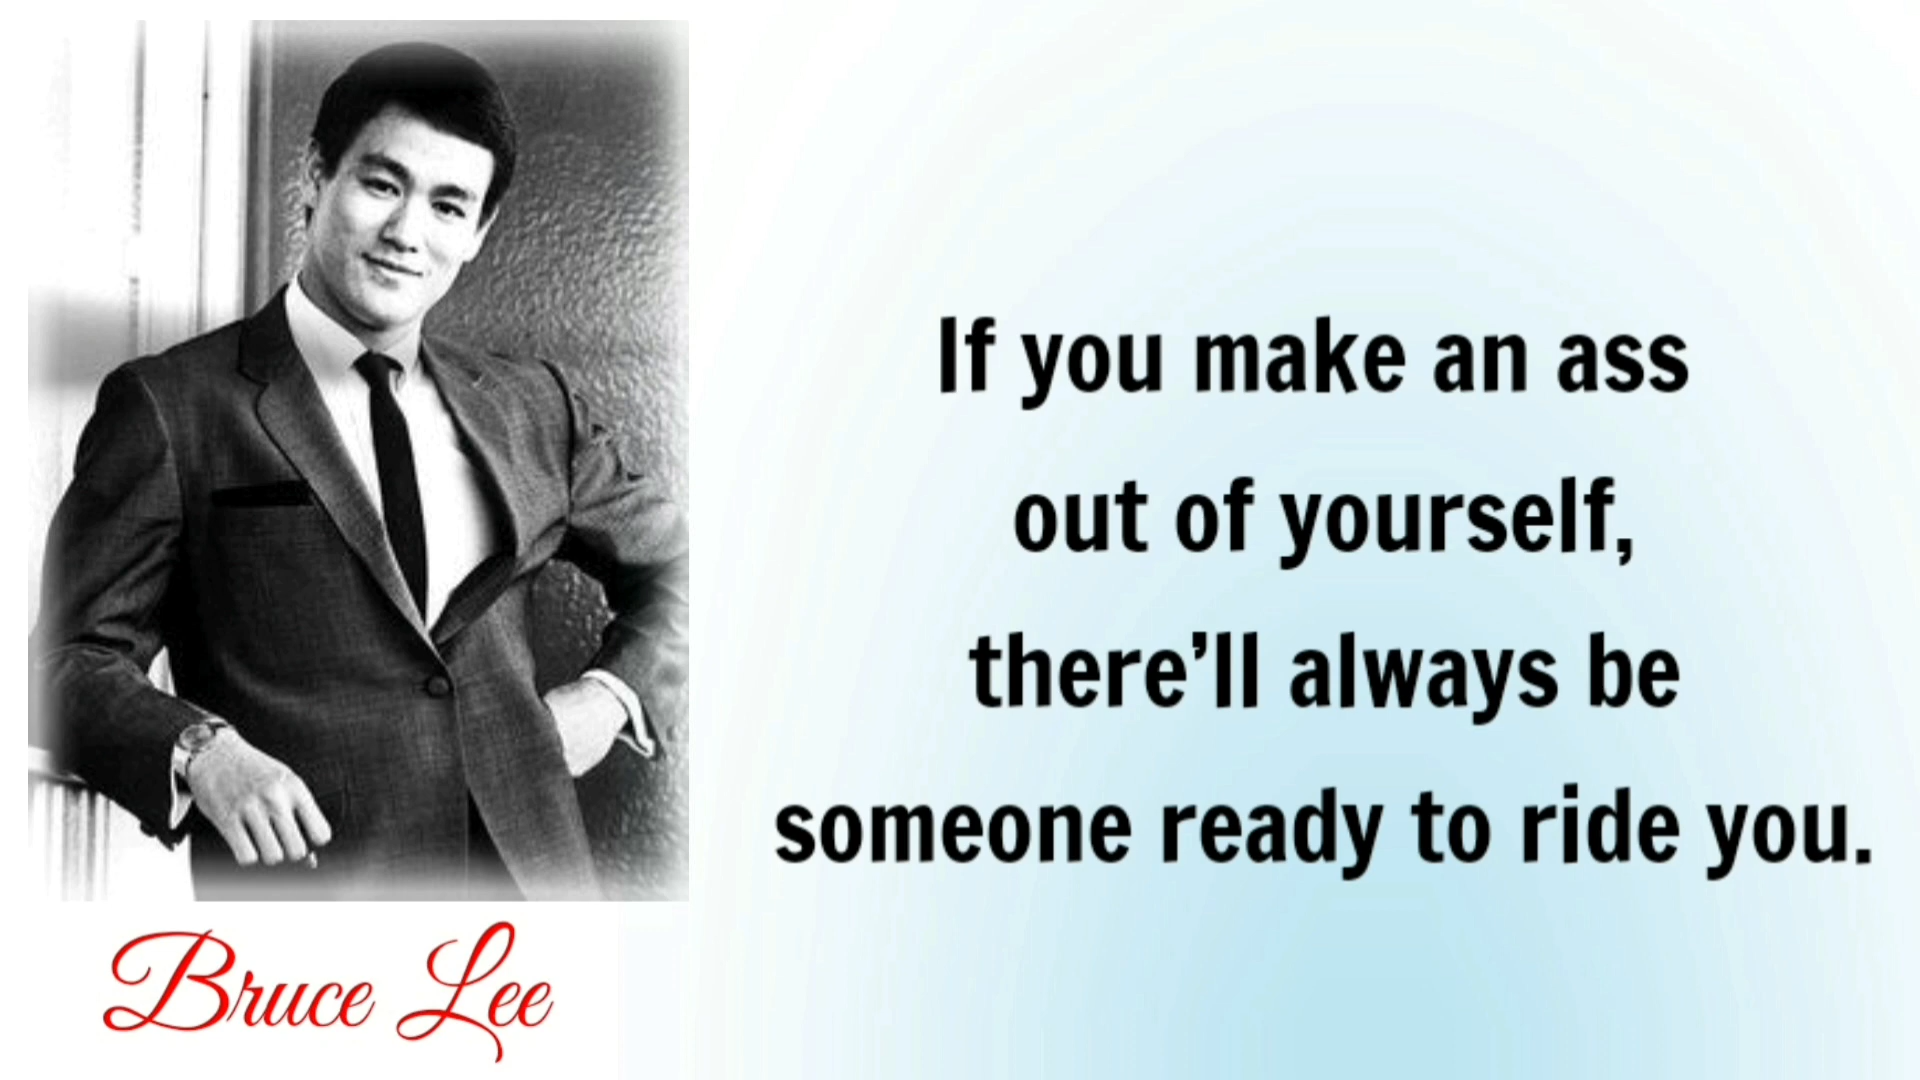 If you make an ass
out of yourself,
there’ll always be
someone ready to ride you.
Bruce Lee